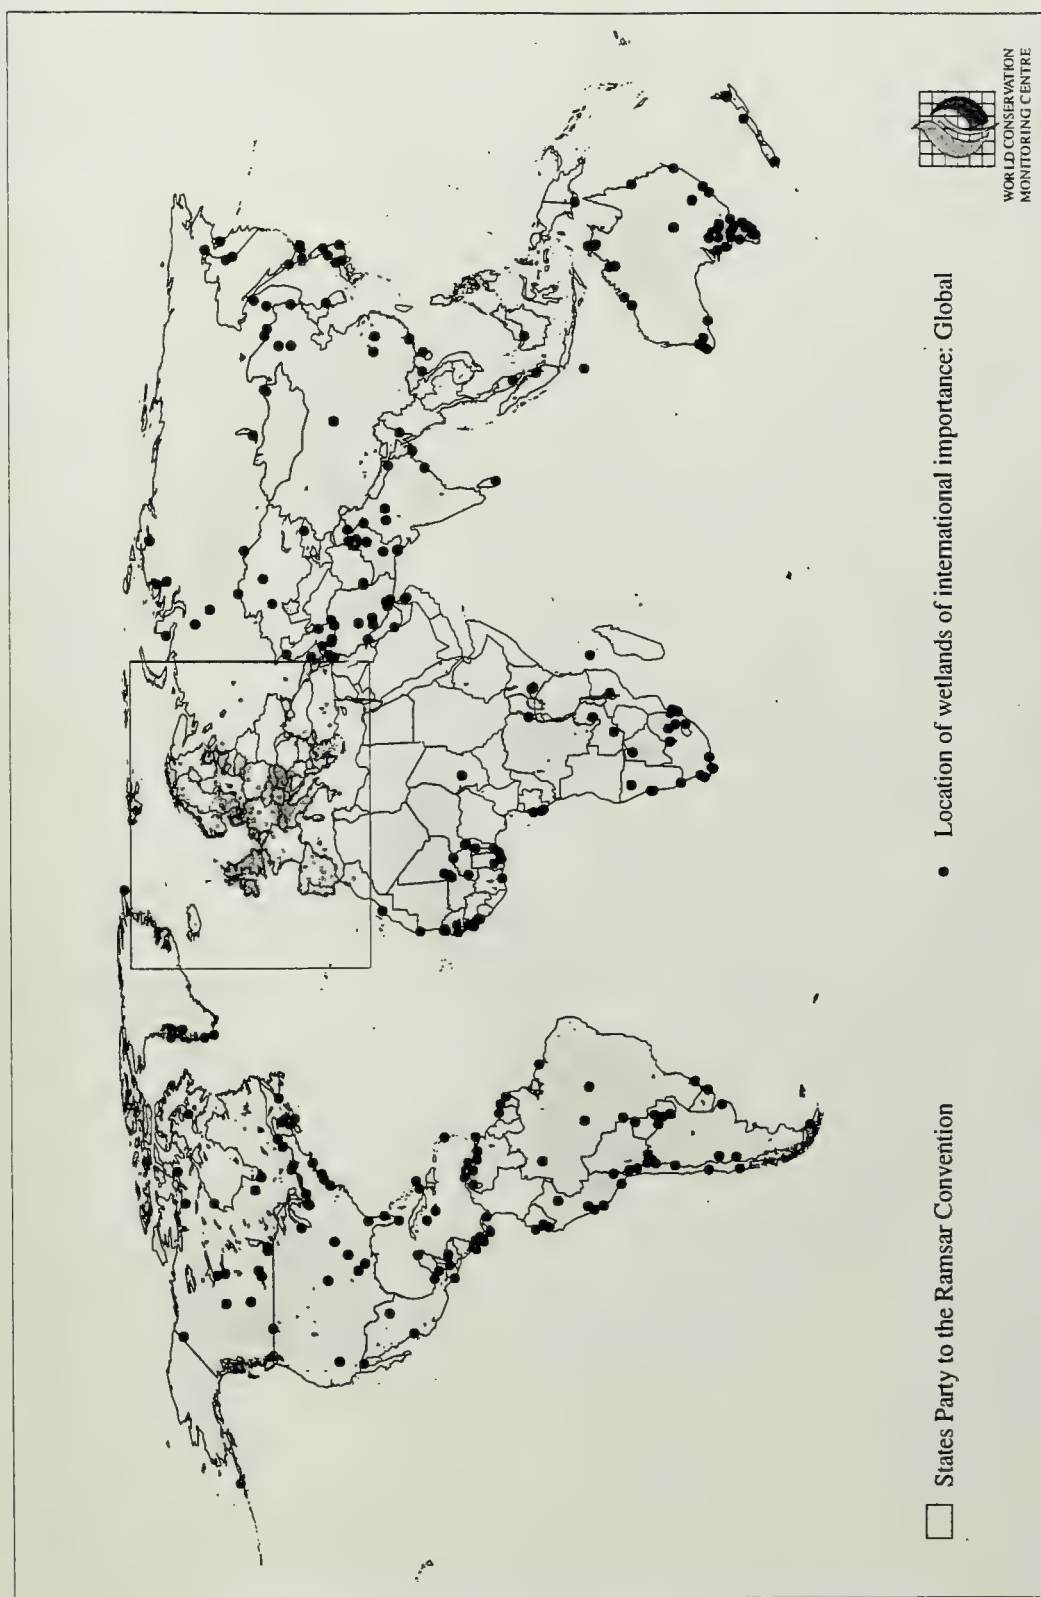 States Party to the Ramsar Convention
Location of wetlands of international importance: Global
WORLD CONSERVATION
MONITORING CENTRE